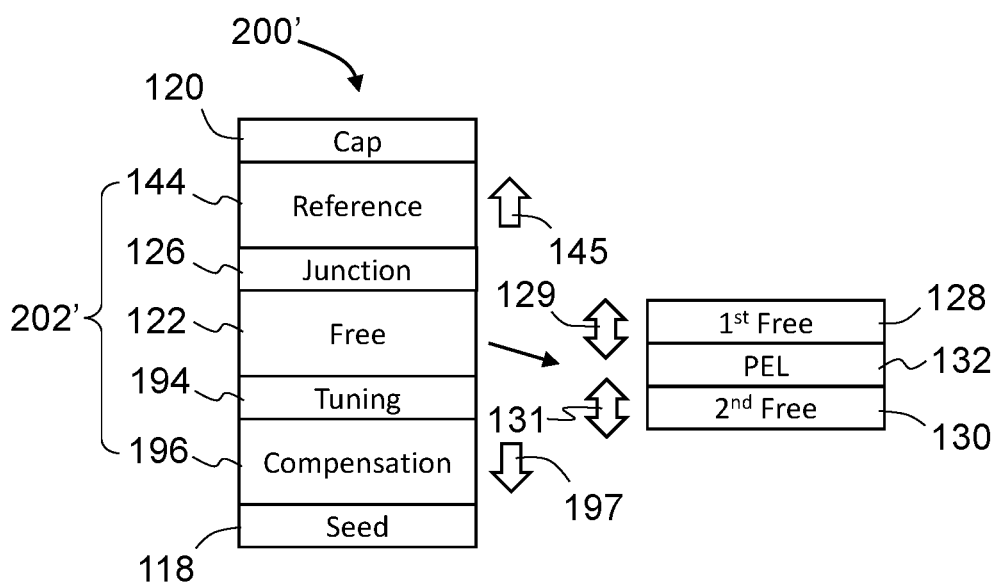 200’
120
Cap
144
Reference
145
126
Junction
129
1st Free
128
202’
122
Free
PEL
132
194
Tuning
131
2nd Free
130
196
Compensation
197
118
Seed